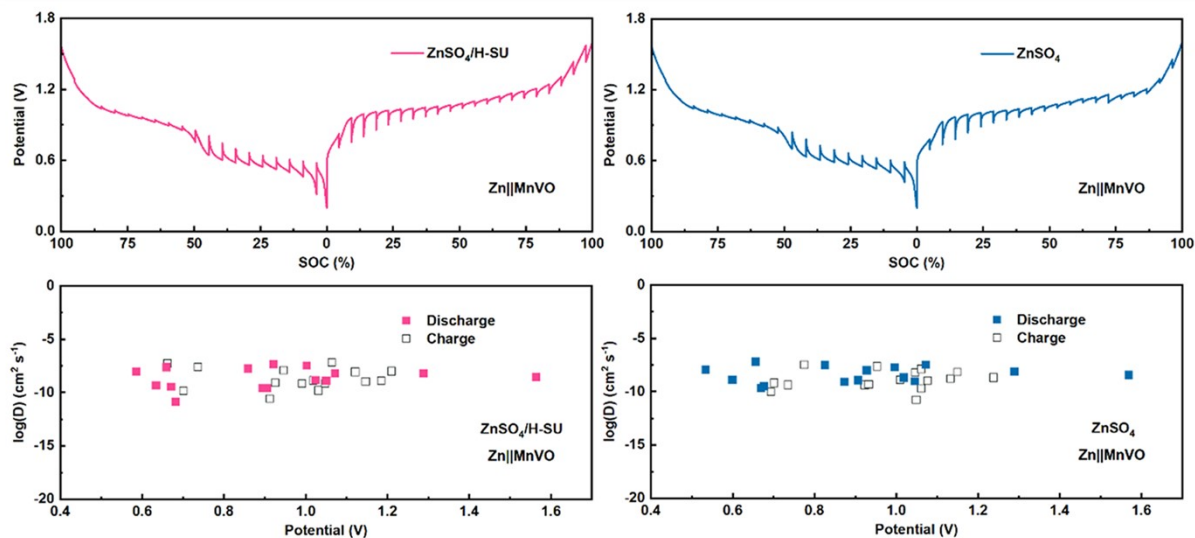 1.8
1.2
0.6
0.0
Potential (V)
ZnSO4/H-SU
Zn||MnVO
100 75 50 25 0 25 50 75 100
SOC (%)
1.8
1.2
0.6
0.0
Potential (V)
ZnSO4
Zn||MnVO
100 75 50 25 0 25 50 75 100
SOC (%)
0
-5
-10
-15
-20
log(D) (cm2 s-1)
Discharge
Charge
ZnSO4/H-SU
Zn||MnVO
0.4 0.6 0.8 1.0 1.2 1.4 1.6
Potential (V)
0
-5
-10
-15
-20
log(D) (cm2 s-1)
Discharge
Charge
ZnSO4
Zn||MnVO
0.4 0.6 0.8 1.0 1.2 1.4 1.6
Potential (V)